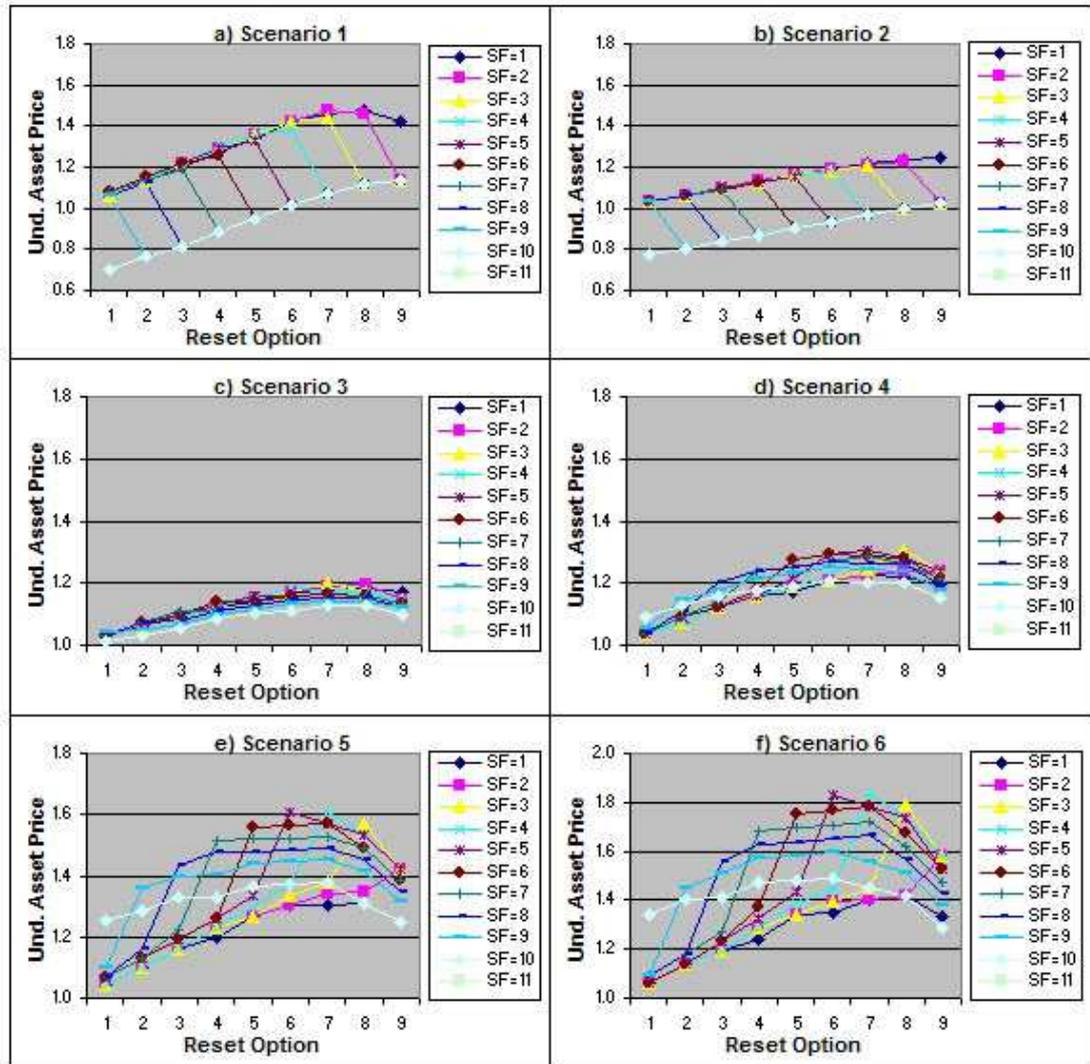 a) Scenario 1
Und. Asset Price
1.8
1.6
1.4
1.2
1.0
0.8
0.6
1 2 3 4 5 6 7 8 9
Reset Option
SF=1
SF=2
SF=3
SF=4
SF=5
SF=6
SF=7
SF=8
SF=9
SF=10
SF=11
b) Scenario 2
Und. Asset Price
1.8
1.6
1.4
1.2
1.0
0.8
0.6
1 2 3 4 5 6 7 8 9
Reset Option
SF=1
SF=2
SF=3
SF=4
SF=5
SF=6
SF=7
SF=8
SF=9
SF=10
SF=11
c) Scenario 3
Und. Asset Price
1.8
1.6
1.4
1.2
1.0
1 2 3 4 5 6 7 8 9
Reset Option
SF=1
SF=2
SF=3
SF=4
SF=5
SF=6
SF=7
SF=8
SF=9
SF=10
SF=11
d) Scenario 4
Und. Asset Price
1.8
1.6
1.4
1.2
1.0
1 2 3 4 5 6 7 8 9
Reset Option
SF=1
SF=2
SF=3
SF=4
SF=5
SF=6
SF=7
SF=8
SF=9
SF=10
SF=11
e) Scenario 5
Und. Asset Price
1.8
1.6
1.4
1.2
1.0
1 2 3 4 5 6 7 8 9
Reset Option
SF=1
SF=2
SF=3
SF=4
SF=5
SF=6
SF=7
SF=8
SF=9
SF=10
SF=11
f) Scenario 6
Und. Asset Price
2.0
1.8
1.6
1.4
1.2
1.0
1 2 3 4 5 6 7 8 9
Reset Option
SF=1
SF=2
SF=3
SF=4
SF=5
SF=6
SF=7
SF=8
SF=9
SF=10
SF=11